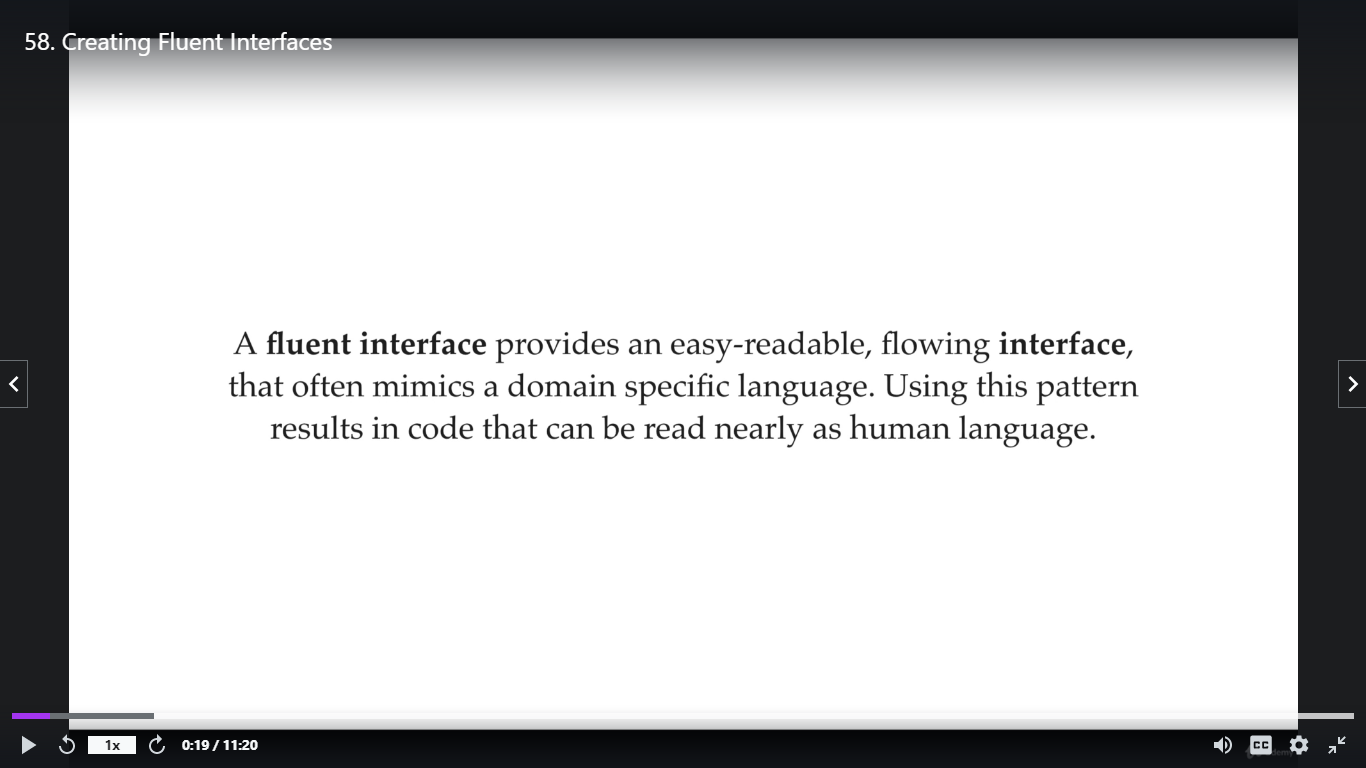 58. Creating Fluent Interfaces
A fluent interface provides an easy-readable, flowing interface,
that often mimics a domain specific language. Using this pattern
results in code that can be read nearly as human language.
1x
0:19 / 11:20
CC